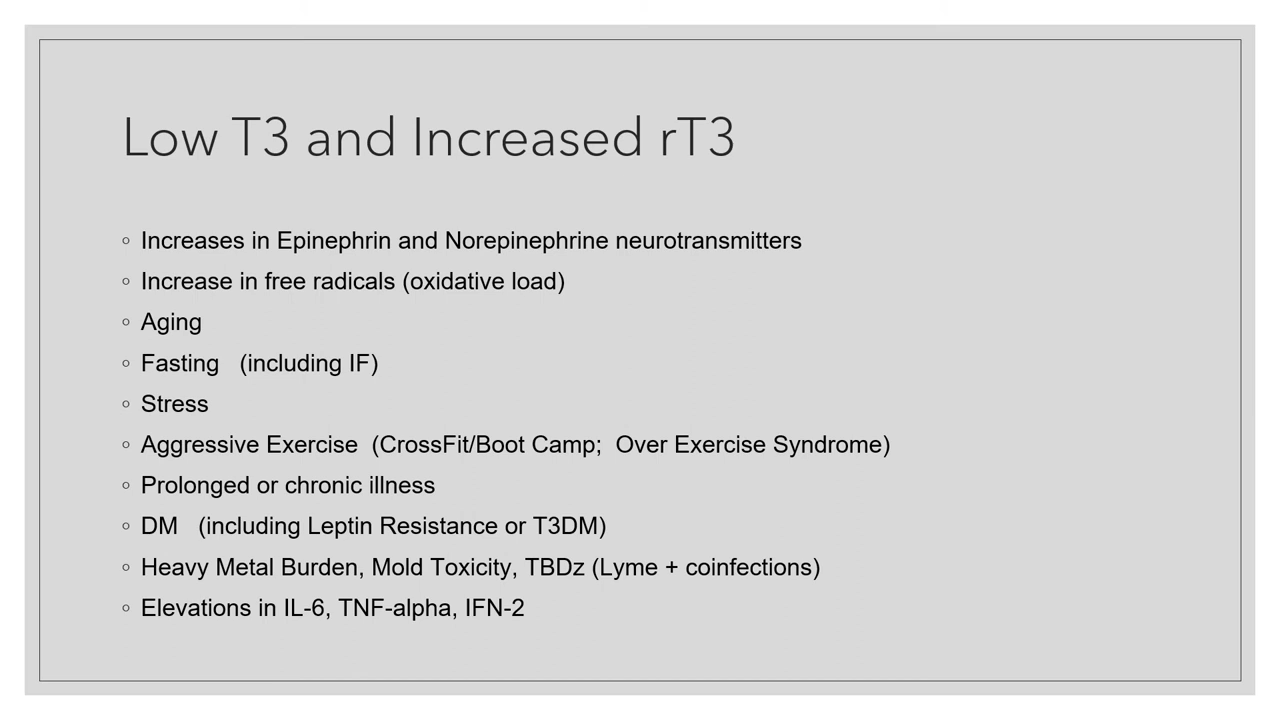 Low T3 and Increased rT3
◦ Increases in Epinephrin and Norepinephrine neurotransmitters
◦ Increase in free radicals (oxidative load)
◦ Aging
◦ Fasting   (including IF)
◦ Stress
◦ Aggressive Exercise  (CrossFit/Boot Camp;  Over Exercise Syndrome)
◦ Prolonged or chronic illness
◦ DM   (including Leptin Resistance or T3DM)
◦ Heavy Metal Burden, Mold Toxicity, TBDz (Lyme + coinfections)
◦ Elevations in IL-6, TNF-alpha, IFN-2